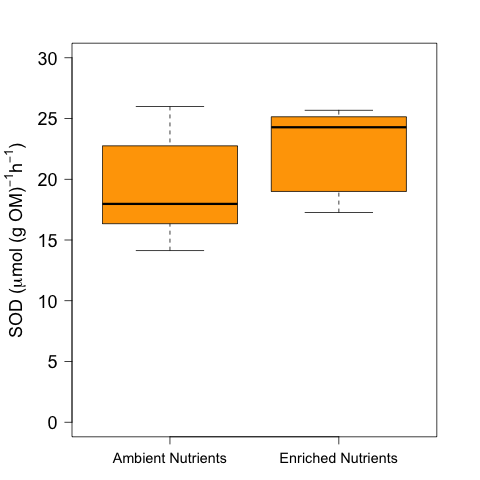 30
25
20
15
10
5
0
SOD (μmol (g OM)⁻¹h⁻¹)
Ambient Nutrients
Enriched Nutrients